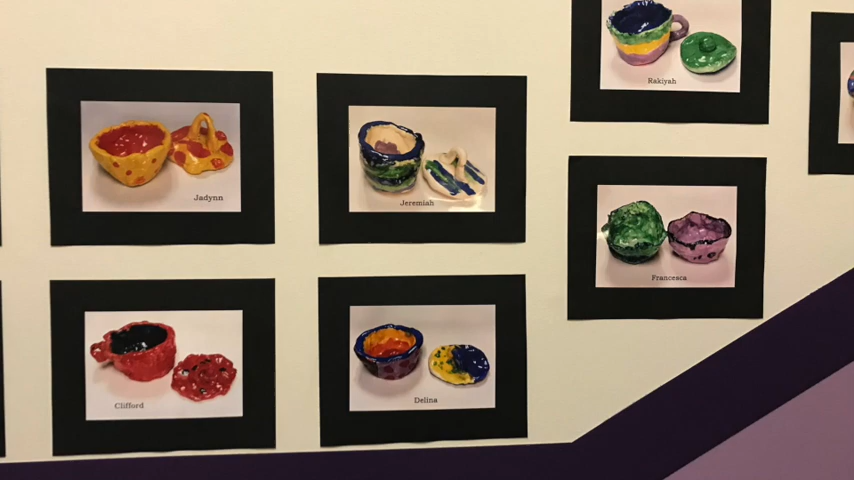 Rakiyah
Jadynn
Jeremiah
Francesca
Clifford
Delina